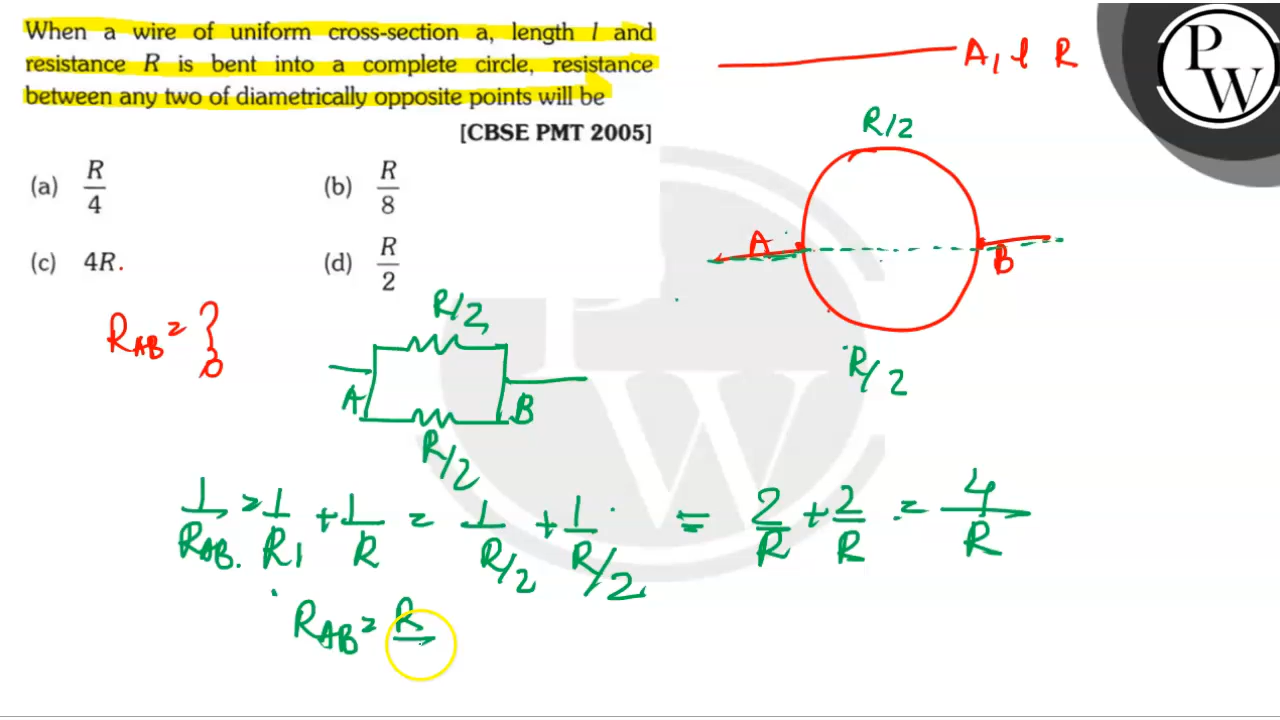 When a wire of uniform cross-section a, length l and
resistance R is bent into a complete circle, resistance
between any two of diametrically opposite points will be
[CBSE PMT 2005]
(a) R/4
(b) R/8
(c) 4R.
(d) R/2
A, l R
R/2
A
B
R/2
R_AB = ?
R/2
A
B
R/2
1/R_AB. = 1/R1 + 1/R = 1/R/2 + 1/R/2 = 2/R + 2/R = 4/R
R_AB = R
P
W
P
W